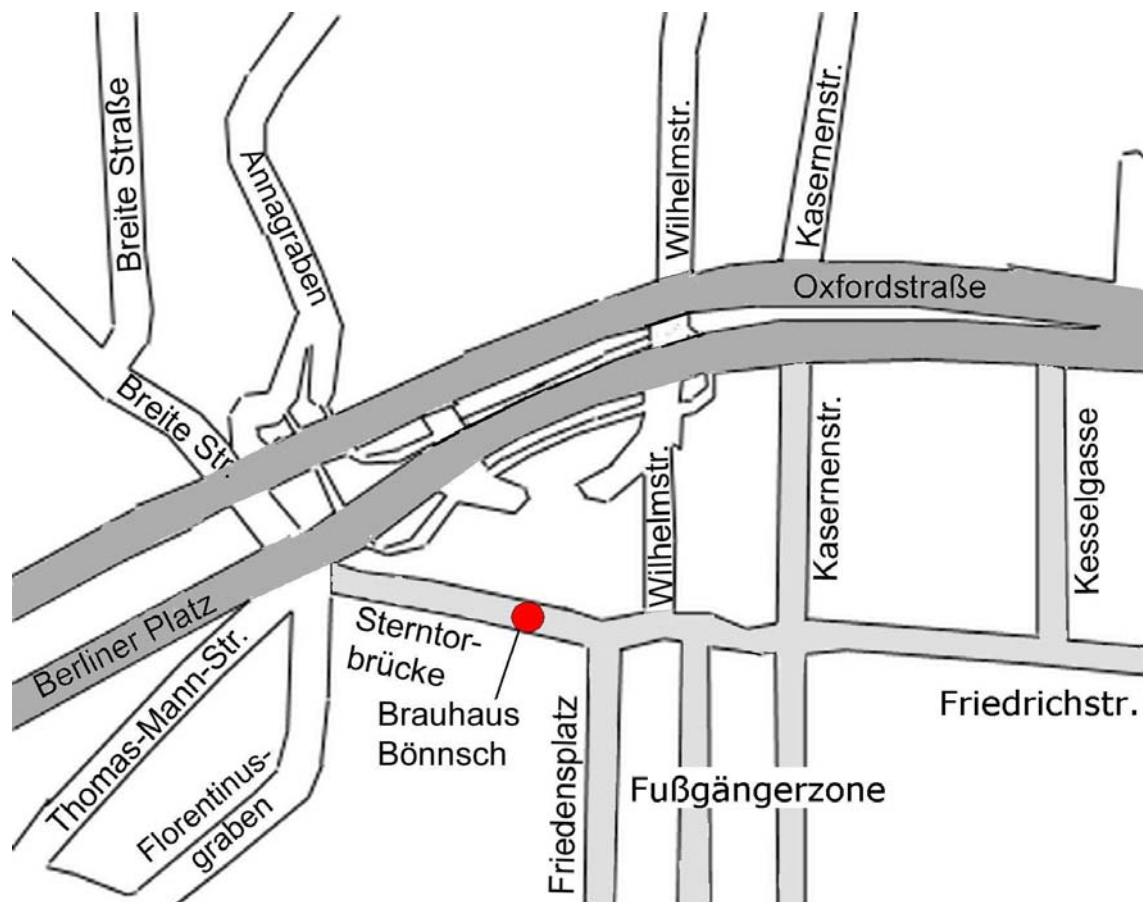 Breite Straße
Annagraben
Wilhelmstr.
Kasernenstr.
Oxfordstraße
Breite Str.
Berliner Platz
Wilhelmstr.
Kasernenstr.
Kesselgasse
Sterntor-
brücke
Brauhaus
Bönnsch
Thomas-Mann-Str.
Florentinus-
graben
Friedensplatz
Friedrichstr.
Fußgängerzone